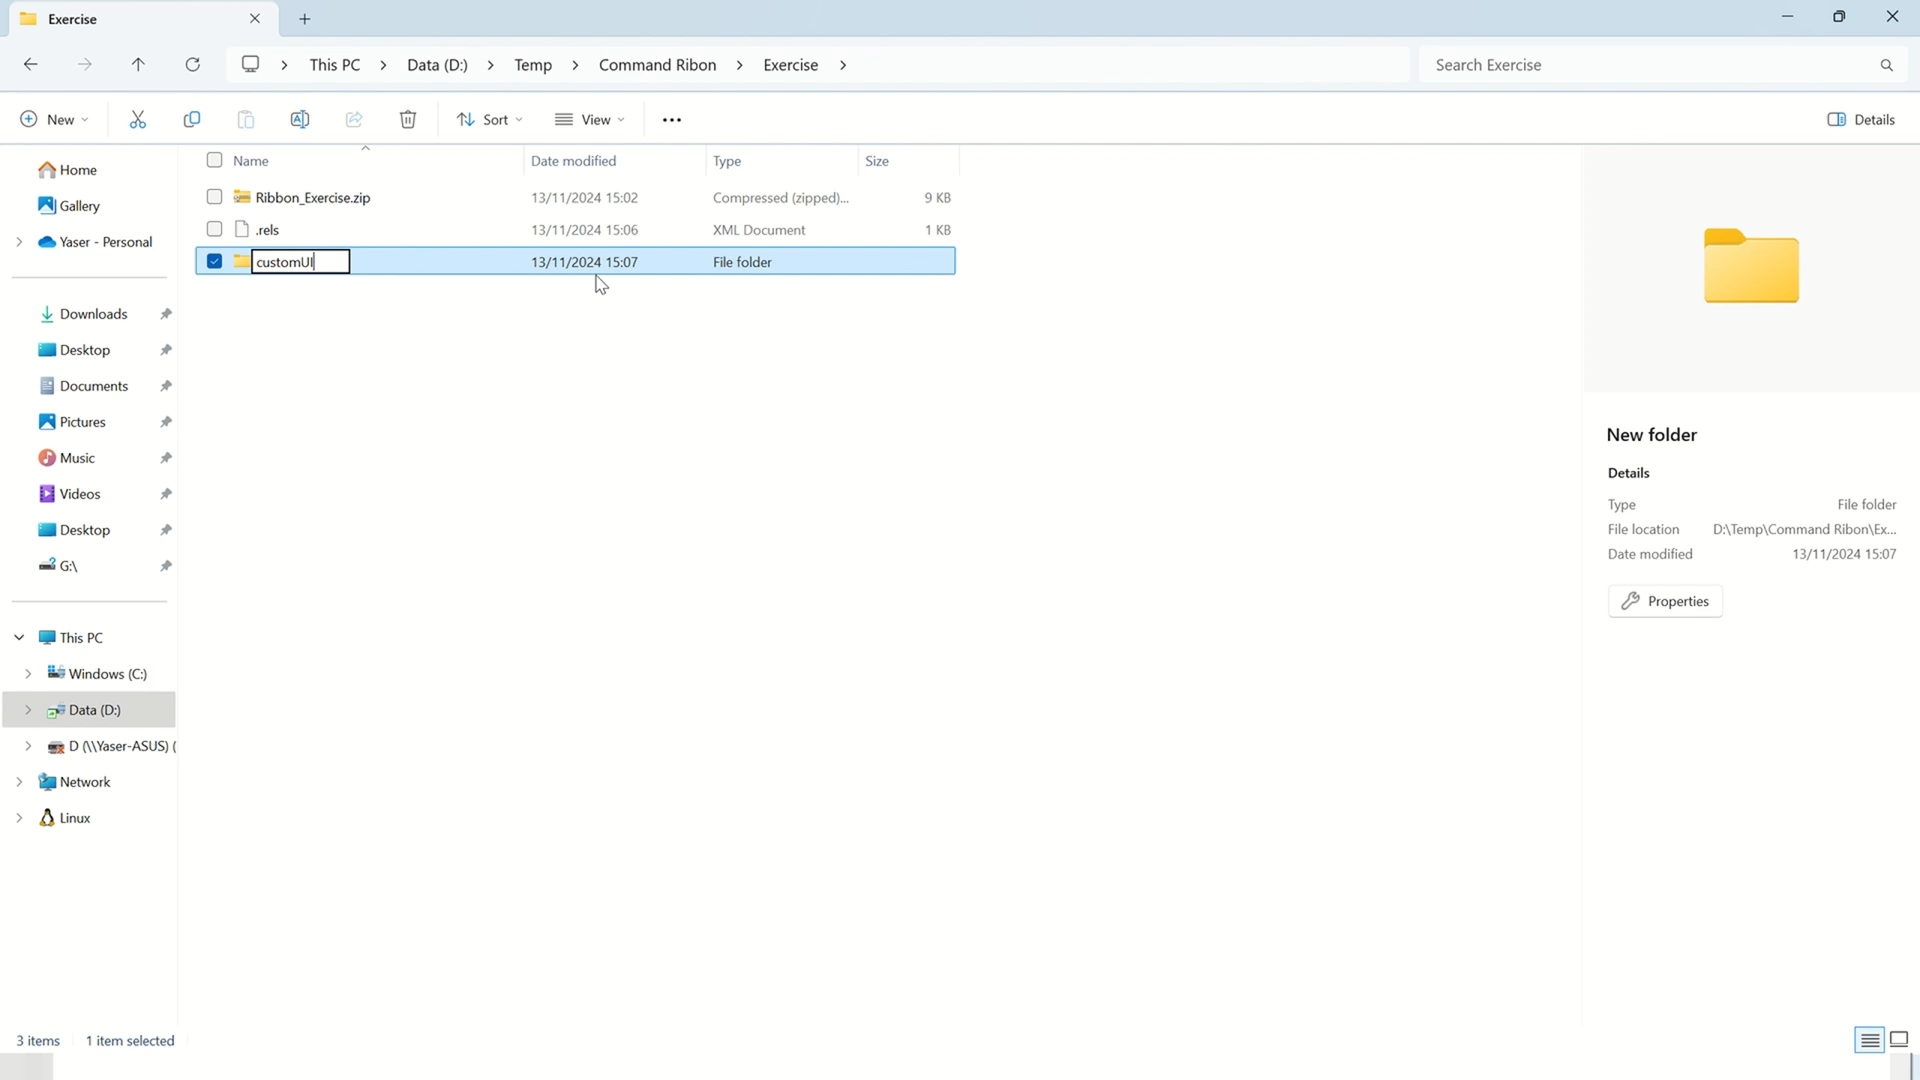 Exercise
This PC
Data (D:)
Temp
Command Ribon
Exercise
Search Exercise
New
Sort
View
Details
Home
Gallery
Yaser - Personal
Downloads
Desktop
Documents
Pictures
Music
Videos
Desktop
G:\
This PC
Windows (C:)
Data (D:)
D (\\Yaser-ASUS) (
Network
Linux
Name Date modified Type Size
Ribbon_Exercise.zip 13/11/2024 15:02 Compressed (zipped)... 9 KB
.rels 13/11/2024 15:06 XML Document 1 KB
customUI 13/11/2024 15:07 File folder
New folder
Details
Type File folder
File location D:\Temp\Command Ribon\Ex...
Date modified 13/11/2024 15:07
Properties
3 items 1 item selected